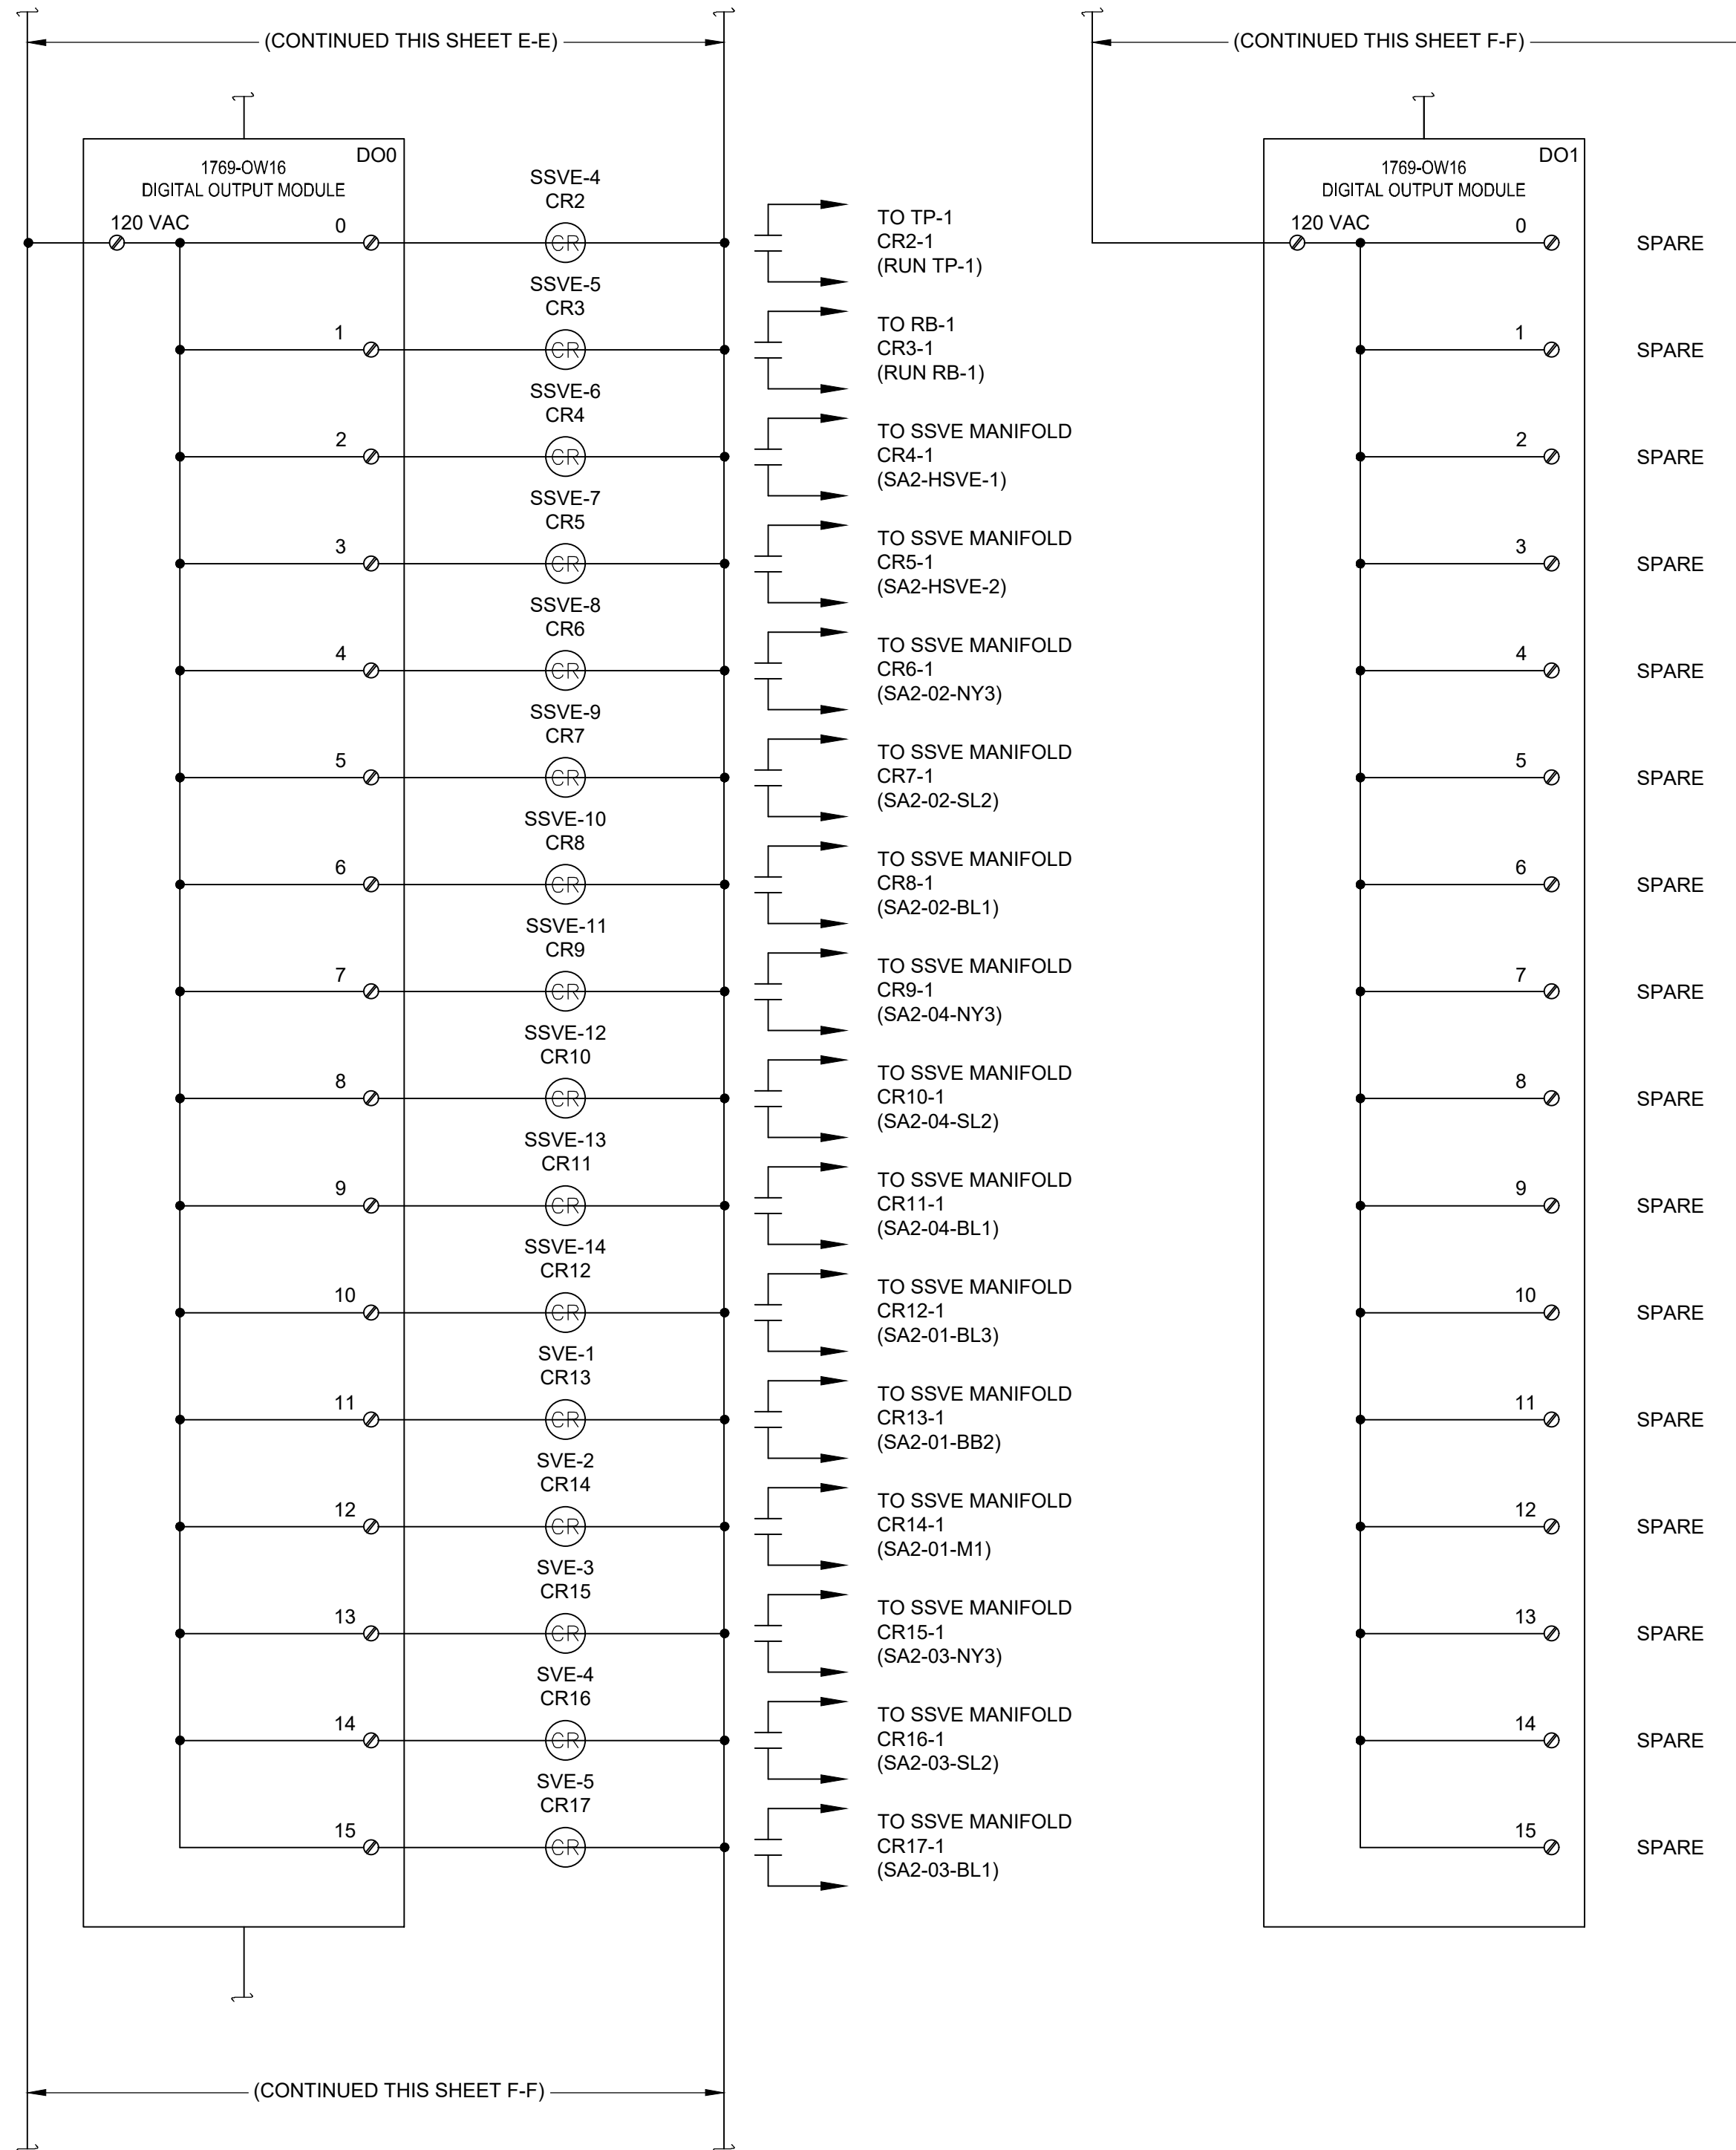 (CONTINUED THIS SHEET E-E)
DO0
1769-OW16
DIGITAL OUTPUT MODULE
120 VAC
0
SSVE-4
CR2
CR
TO TP-1
CR2-1
(RUN TP-1)
1
SSVE-5
CR3
CR
TO RB-1
CR3-1
(RUN RB-1)
2
SSVE-6
CR4
CR
TO SSVE MANIFOLD
CR4-1
(SA2-HSVE-1)
3
SSVE-7
CR5
CR
TO SSVE MANIFOLD
CR5-1
(SA2-HSVE-2)
4
SSVE-8
CR6
CR
TO SSVE MANIFOLD
CR6-1
(SA2-02-NY3)
5
SSVE-9
CR7
CR
TO SSVE MANIFOLD
CR7-1
(SA2-02-SL2)
6
SSVE-10
CR8
CR
TO SSVE MANIFOLD
CR8-1
(SA2-02-BL1)
7
SSVE-11
CR9
CR
TO SSVE MANIFOLD
CR9-1
(SA2-04-NY3)
8
SSVE-12
CR10
CR
TO SSVE MANIFOLD
CR10-1
(SA2-04-SL2)
9
SSVE-13
CR11
CR
TO SSVE MANIFOLD
CR11-1
(SA2-04-BL1)
10
SSVE-14
CR12
CR
TO SSVE MANIFOLD
CR12-1
(SA2-01-BL3)
11
SVE-1
CR13
CR
TO SSVE MANIFOLD
CR13-1
(SA2-01-BB2)
12
SVE-2
CR14
CR
TO SSVE MANIFOLD
CR14-1
(SA2-01-M1)
13
SVE-3
CR15
CR
TO SSVE MANIFOLD
CR15-1
(SA2-03-NY3)
14
SVE-4
CR16
CR
TO SSVE MANIFOLD
CR16-1
(SA2-03-SL2)
15
SVE-5
CR17
CR
TO SSVE MANIFOLD
CR17-1
(SA2-03-BL1)
(CONTINUED THIS SHEET F-F)
(CONTINUED THIS SHEET F-F)
DO1
1769-OW16
DIGITAL OUTPUT MODULE
120 VAC
0 SPARE
1 SPARE
2 SPARE
3 SPARE
4 SPARE
5 SPARE
6 SPARE
7 SPARE
8 SPARE
9 SPARE
10 SPARE
11 SPARE
12 SPARE
13 SPARE
14 SPARE
15 SPARE